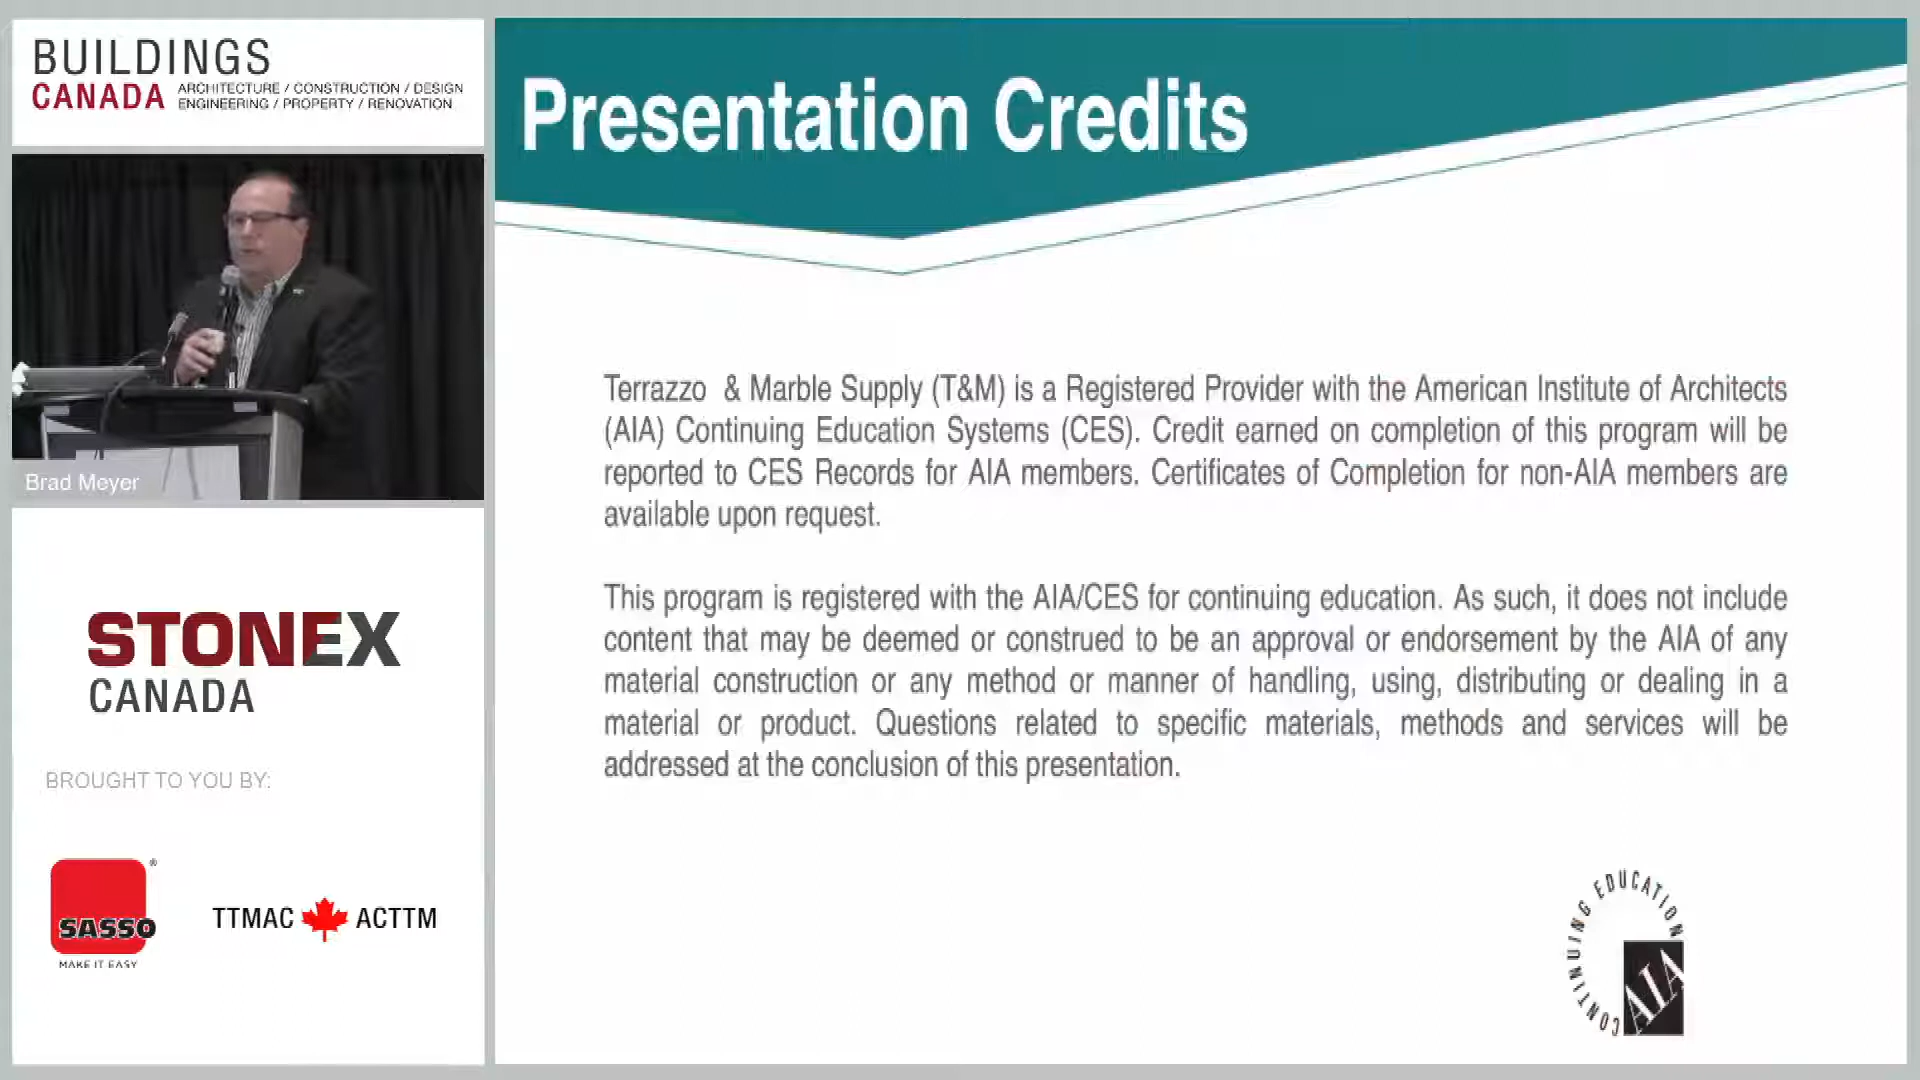 BUILDINGS
CANADA
ARCHITECTURE / CONSTRUCTION / DESIGN
ENGINEERING / PROPERTY / RENOVATION
Brad Meyer
STONEX
CANADA
BROUGHT TO YOU BY:
SASSO®
MAKE IT EASY
TTMAC ACTTM
Presentation Credits
Terrazzo & Marble Supply (T&M) is a Registered Provider with the American Institute of Architects
(AIA) Continuing Education Systems (CES). Credit earned on completion of this program will be
reported to CES Records for AIA members. Certificates of Completion for non-AIA members are
available upon request.
This program is registered with the AIA/CES for continuing education. As such, it does not include
content that may be deemed or construed to be an approval or endorsement by the AIA of any
material construction or any method or manner of handling, using, distributing or dealing in a
material or product. Questions related to specific materials, methods and services will be
addressed at the conclusion of this presentation.
CONTINUING EDUCATION
AIA